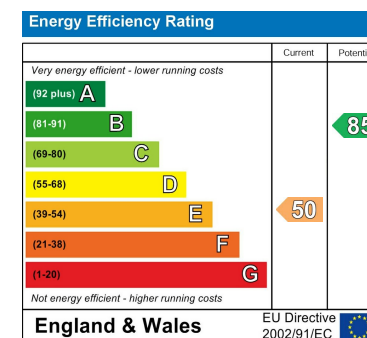 Energy Efficiency Rating
Current Potenti
Very energy efficient - lower running costs
(92 plus) A
(81-91) B
85
(69-80) C
(55-68) D
(39-54) E
50
(21-38) F
(1-20) G
Not energy efficient - higher running costs
England & Wales
EU Directive
2002/91/EC